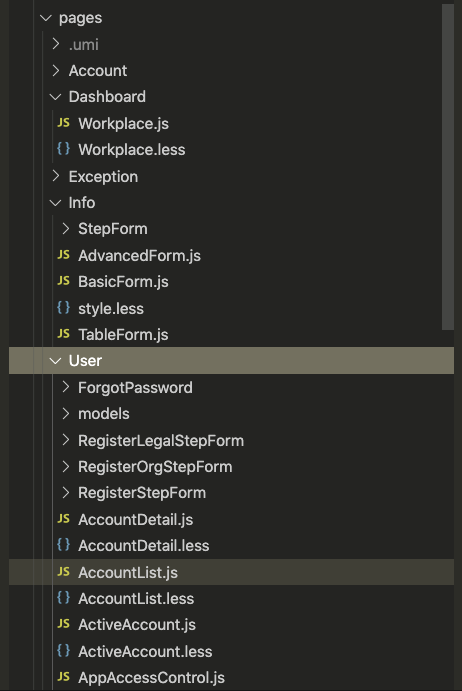 pages
.umi
Account
Dashboard
JS Workplace.js
{} Workplace.less
Exception
Info
StepForm
JS AdvancedForm.js
JS BasicForm.js
{} style.less
JS TableForm.js
User
ForgotPassword
models
RegisterLegalStepForm
RegisterOrgStepForm
RegisterStepForm
JS AccountDetail.js
{} AccountDetail.less
JS AccountList.js
{} AccountList.less
JS ActiveAccount.js
{} ActiveAccount.less
JS AppAccessControl.js